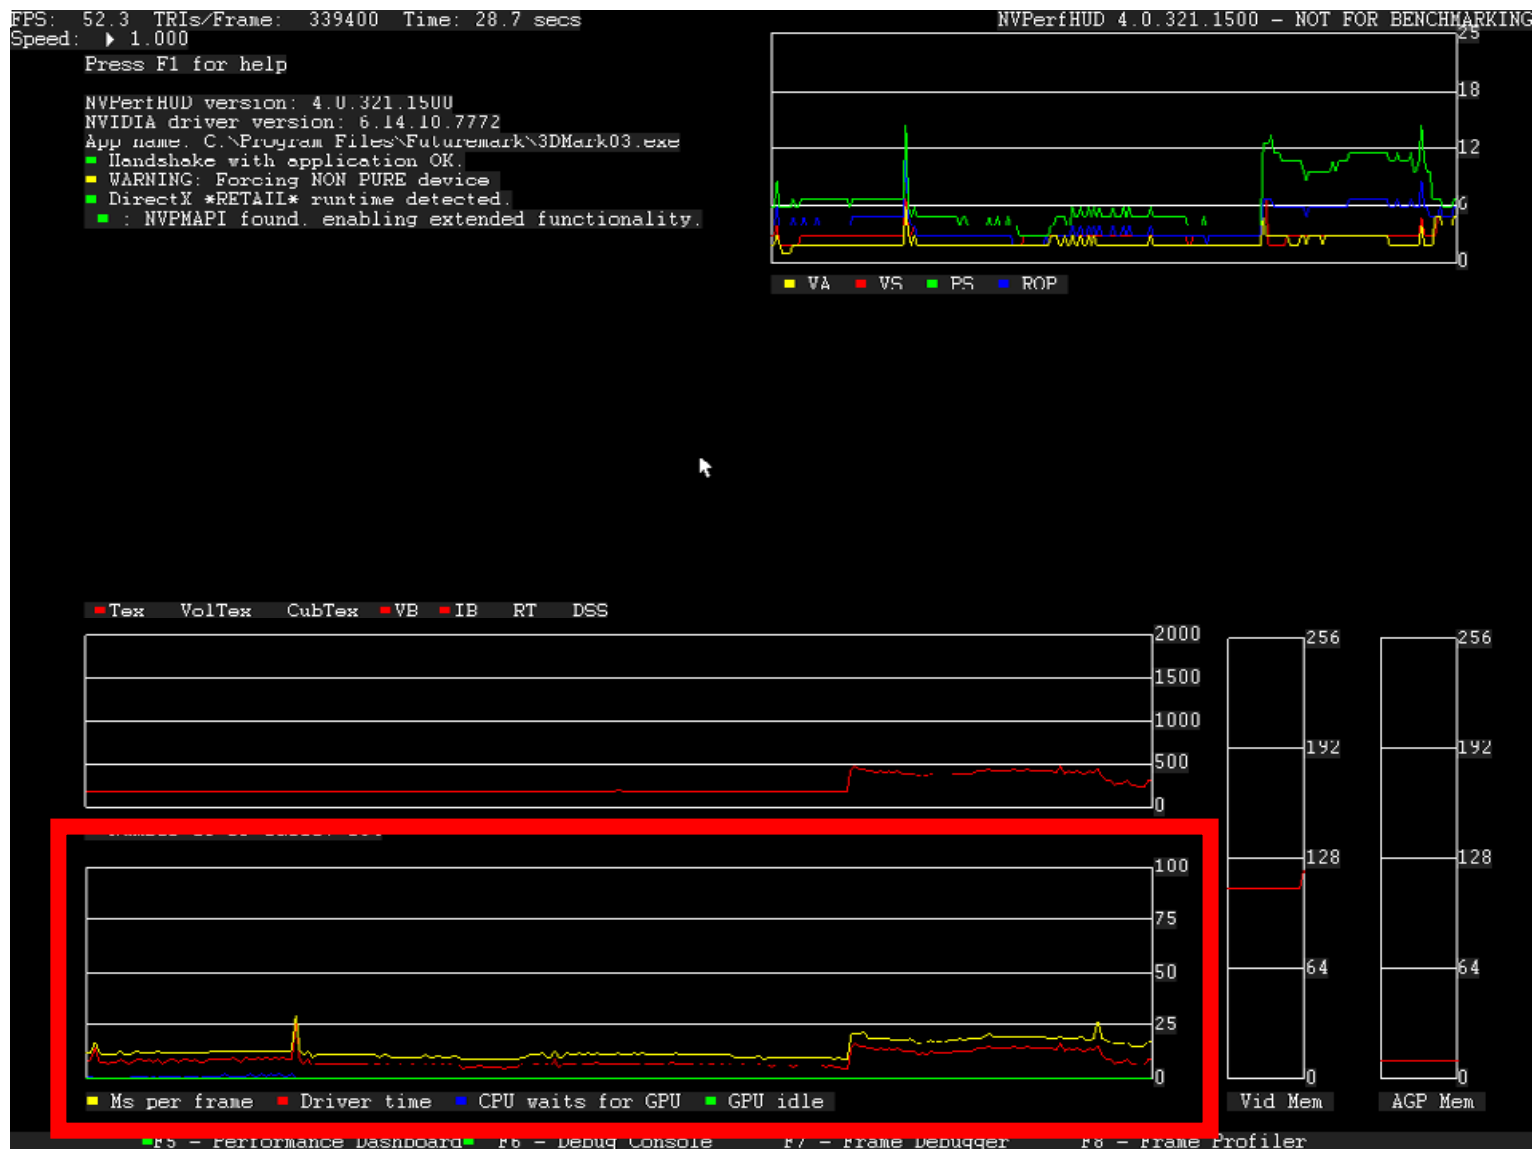 FPS: 52.3 TRIs/Frame: 339400 Time: 28.7 secs
NVPerfHUD 4.0.321.1500 - NOT FOR BENCHMARKING
Speed: 1.000
Press F1 for help
NVPerfHUD version: 4.0.321.1500
NVIDIA driver version: 6.14.10.7772
App name: C:\Program Files\Futuremark\3DMark03.exe
Handshake with application OK.
WARNING: Forcing NON PURE device
DirectX *RETAIL* runtime detected.
: NVPMAPI found. enabling extended functionality.
25
18
12
6
0
VA VS PS ROP
Tex VolTex CubTex VB IB RT DSS
2000
1500
1000
500
0
100
75
50
25
0
Ms per frame Driver time CPU waits for GPU GPU idle
256
192
128
64
0
Vid Mem
256
192
128
64
0
AGP Mem
F5 - Performance Dashboard F6 - Debug Console F7 - Frame Debugger F8 - Frame Profiler